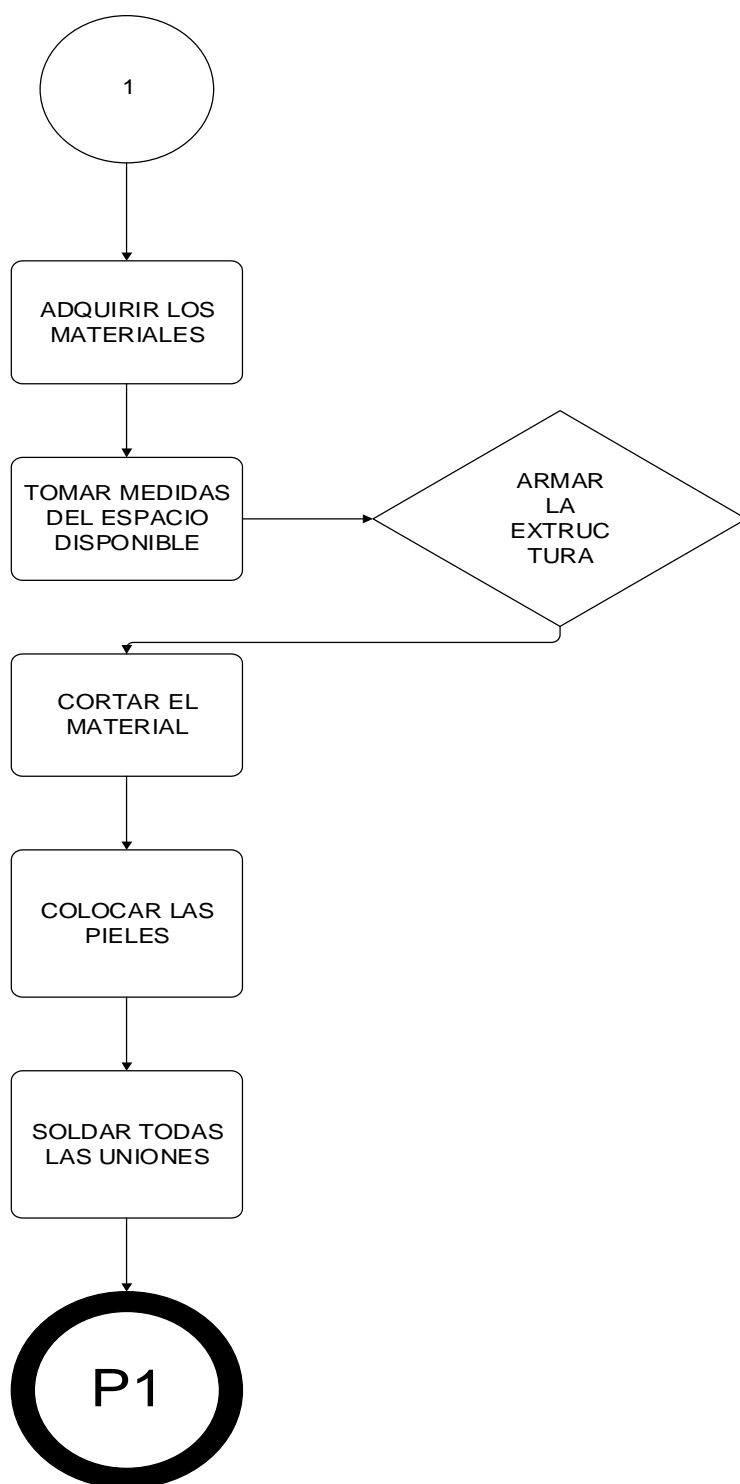 1
ADQUIRIR LOS
MATERIALES
TOMAR MEDIDAS
DEL ESPACIO
DISPONIBLE
ARMAR
LA
EXTRUC
TURA
CORTAR EL
MATERIAL
COLOCAR LAS
PIELES
SOLDAR TODAS
LAS UNIONES
P1